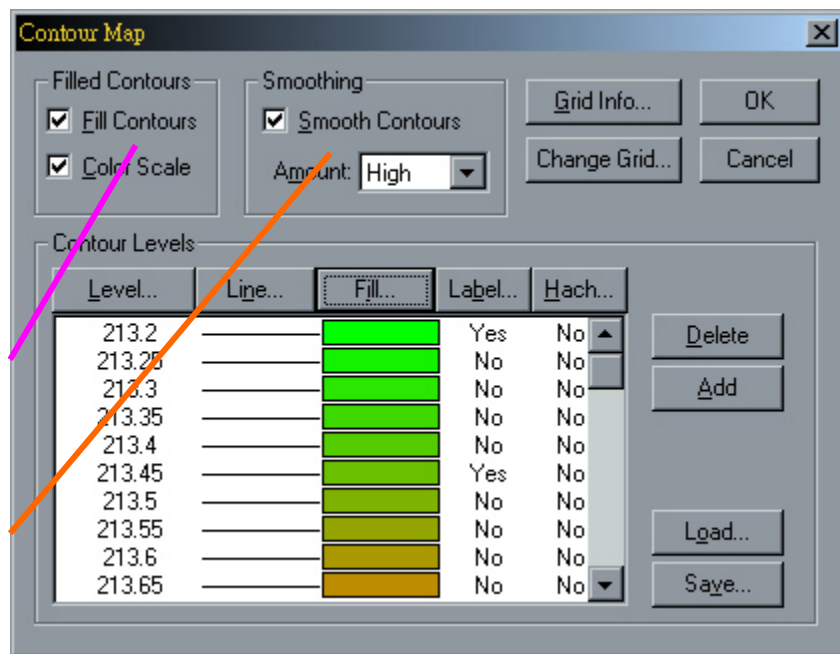 Contour Map
Filled Contours
Fill Contours
Color Scale
Smoothing
Smooth Contours
Amount: High
Grid Info...
OK
Change Grid...
Cancel
Contour Levels
Level... Line... Fill... Label... Hach...
213.2 Yes No
213.25 No No
213.3 No No
213.35 No No
213.4 No No
213.45 Yes No
213.5 No No
213.55 No No
213.6 No No
213.65 No No
Delete
Add
Load...
Save...